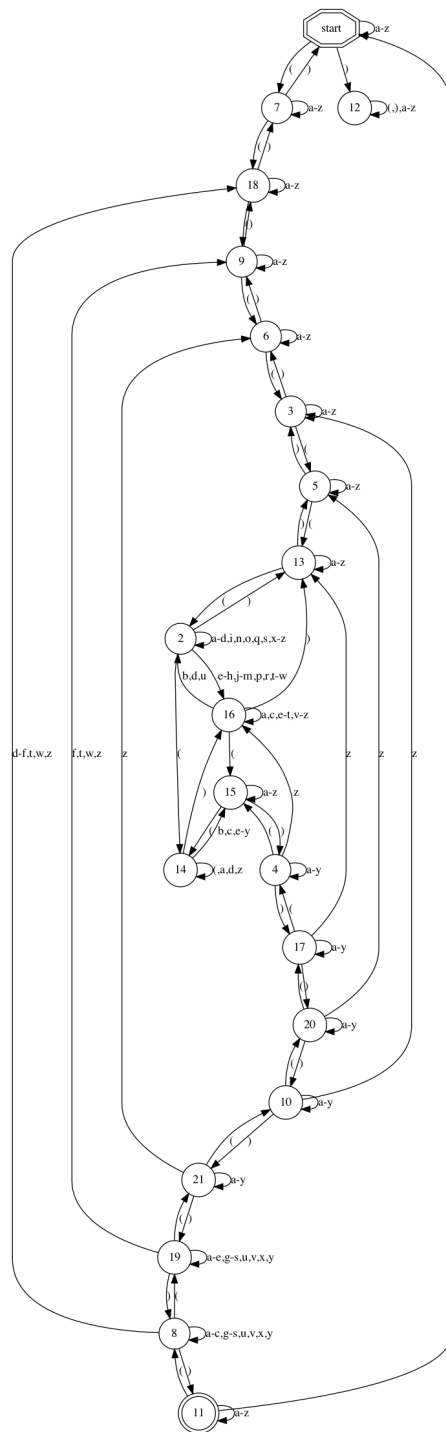 start a-z
( ) )
7 a-z 12 (,),a-z
( )
18 a-z
( )
9 a-z
( )
6 a-z
( )
3 a-z
) (
5 a-z
) (
13 a-z
( )
2 a-d,i,n,o,q,s,x-z
b,d,u e-h,j-m,p,r,t-w )
16 a,c,e-t,v-z
d-f,t,w,z f,t,w,z z ( ( z z z z
15 a-z
) ( b,c,e-y ( )
14 (,a,d,z 4 a-y
) (
17 a-y
( )
20 a-y
( )
10 a-y
( )
21 a-y
( )
19 a-e,g-s,u,v,x,y
) (
8 a-c,g-s,u,v,x,y
( )
11 a-z